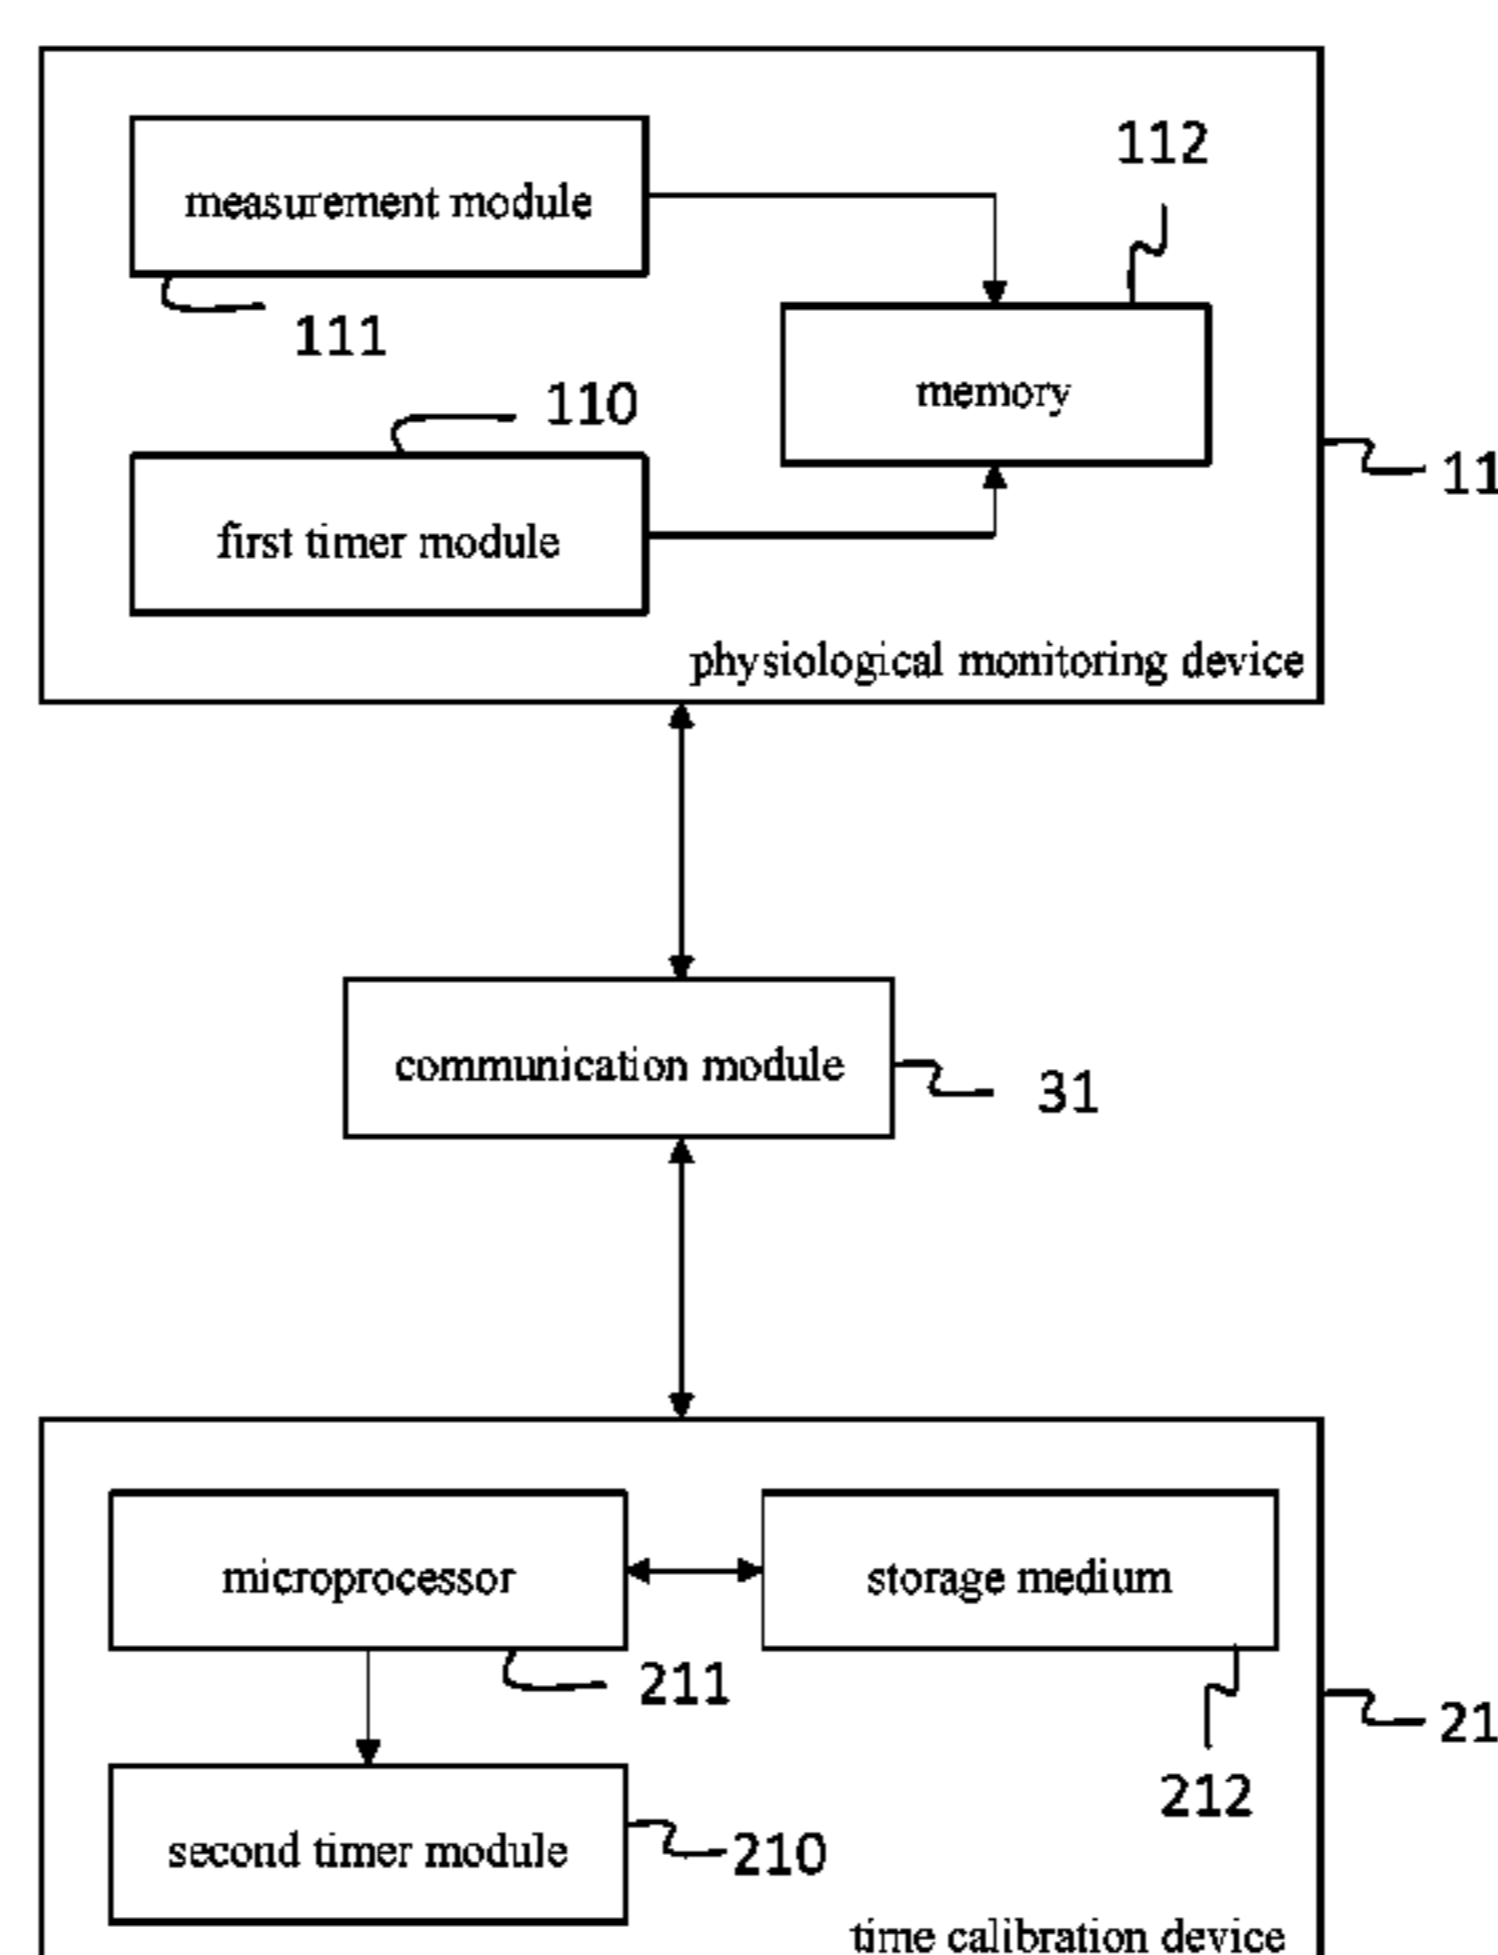 112
measurement module
111
110
memory
11
first timer module
physiological monitoring device
communication module
31
microprocessor
storage medium
211
21
212
second timer module
210
time calibration device